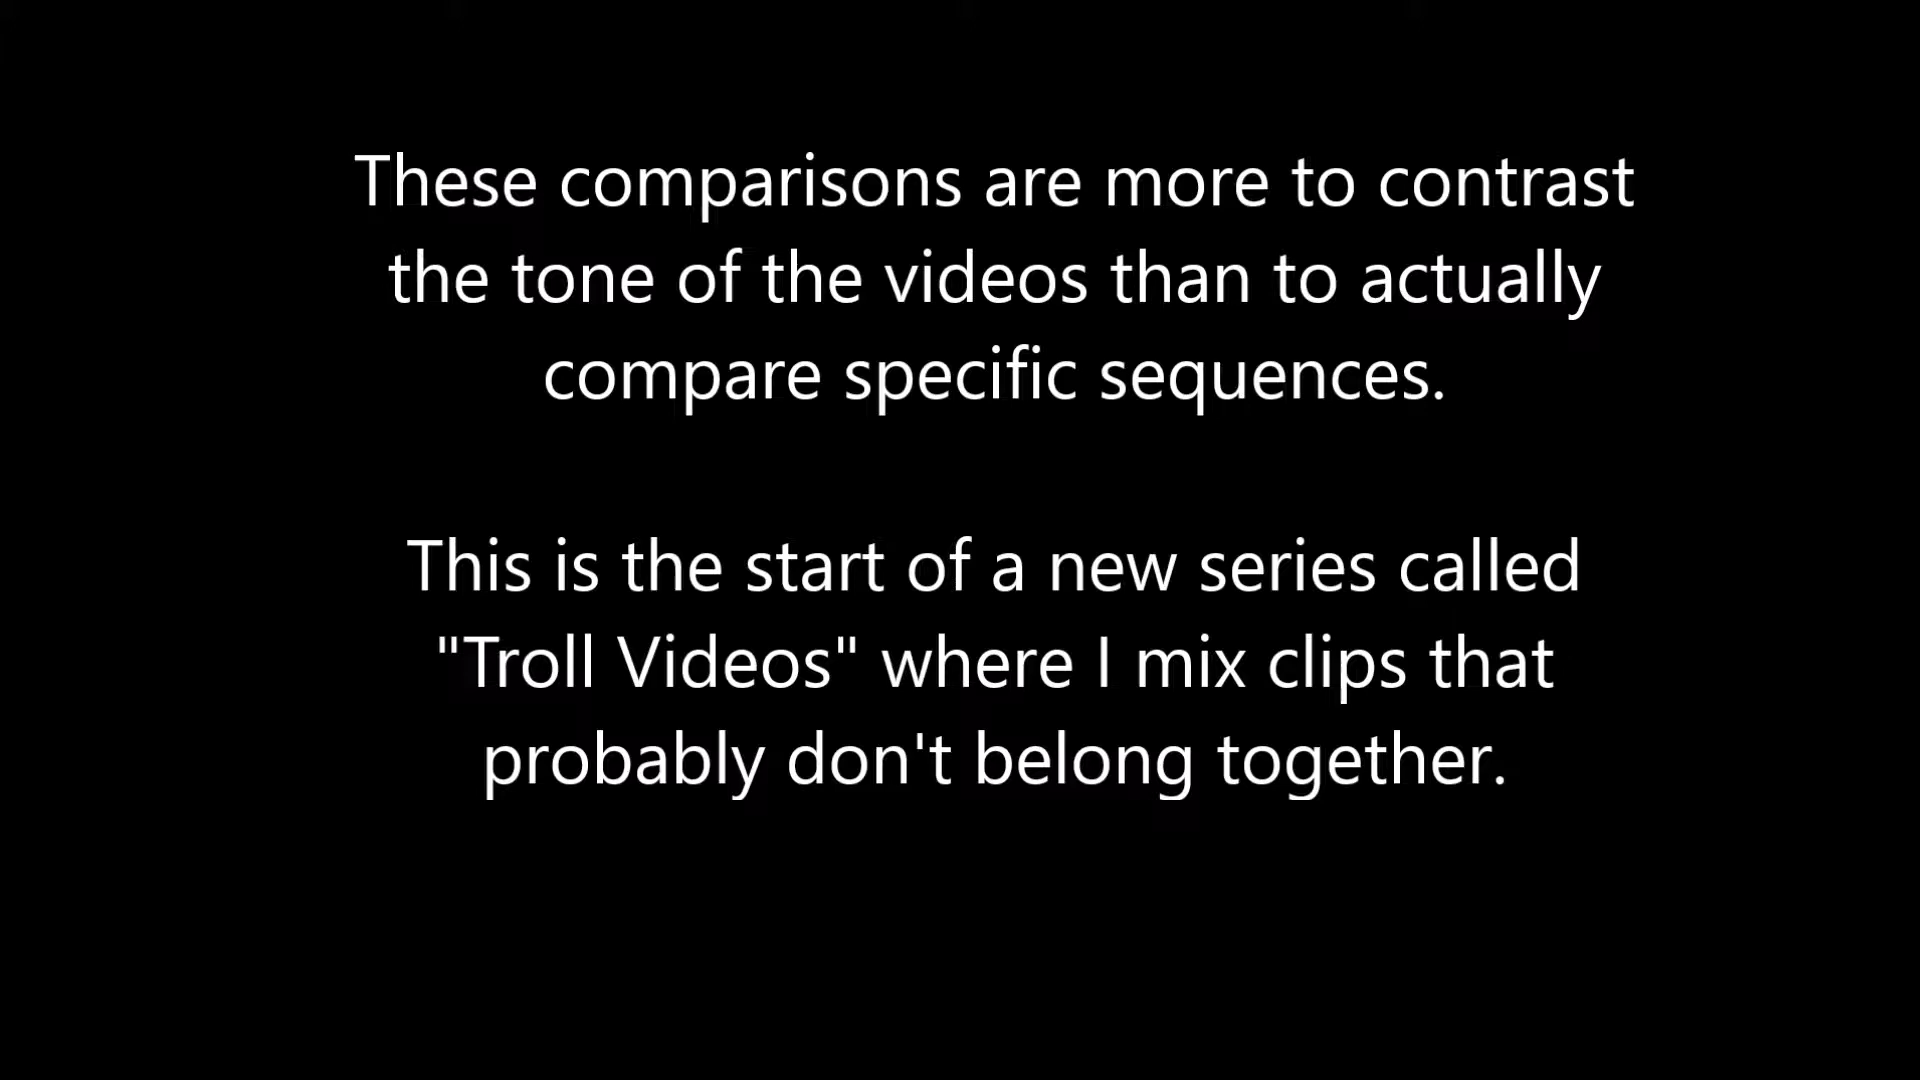 These comparisons are more to contrast
the tone of the videos than to actually
compare specific sequences.
This is the start of a new series called
"Troll Videos" where I mix clips that
probably don't belong together.